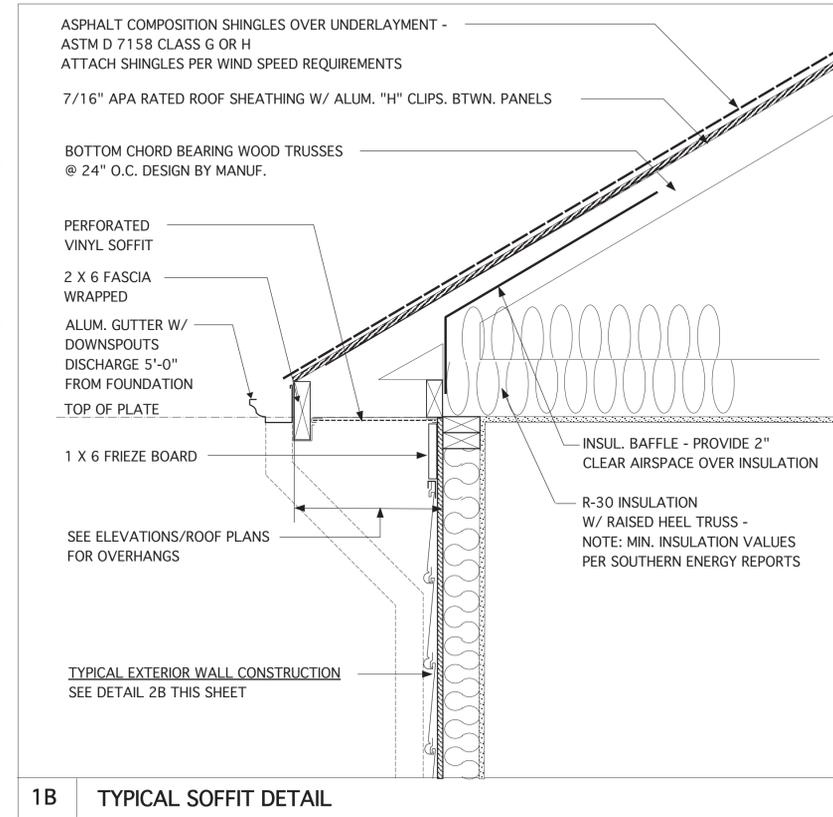 ASPHALT COMPOSITION SHINGLES OVER UNDERLAYMENT -
ASTM D 7158 CLASS G OR H
ATTACH SHINGLES PER WIND SPEED REQUIREMENTS
7/16" APA RATED ROOF SHEATHING W/ ALUM. "H" CLIPS. BTWN. PANELS
BOTTOM CHORD BEARING WOOD TRUSSES
@ 24" O.C. DESIGN BY MANUF.
PERFORATED
VINYL SOFFIT
2 X 6 FASCIA
WRAPPED
ALUM. GUTTER W/
DOWNSPOUTS
DISCHARGE 5'-0"
FROM FOUNDATION
TOP OF PLATE
1 X 6 FRIEZE BOARD
INSUL. BAFFLE - PROVIDE 2"
CLEAR AIRSPACE OVER INSULATION
R-30 INSULATION
W/ RAISED HEEL TRUSS -
NOTE: MIN. INSULATION VALUES
PER SOUTHERN ENERGY REPORTS
SEE ELEVATIONS/ROOF PLANS
FOR OVERHANGS
TYPICAL EXTERIOR WALL CONSTRUCTION
SEE DETAIL 2B THIS SHEET
1B TYPICAL SOFFIT DETAIL